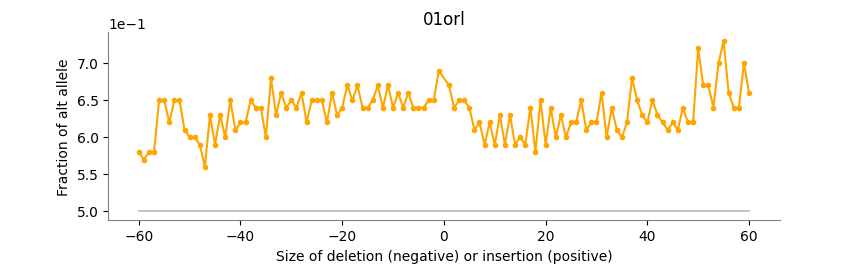 01orl
1e−1
7.0
6.5
6.0
5.5
5.0
Fraction of alt allele
−60 −40 −20 0 20 40 60
Size of deletion (negative) or insertion (positive)